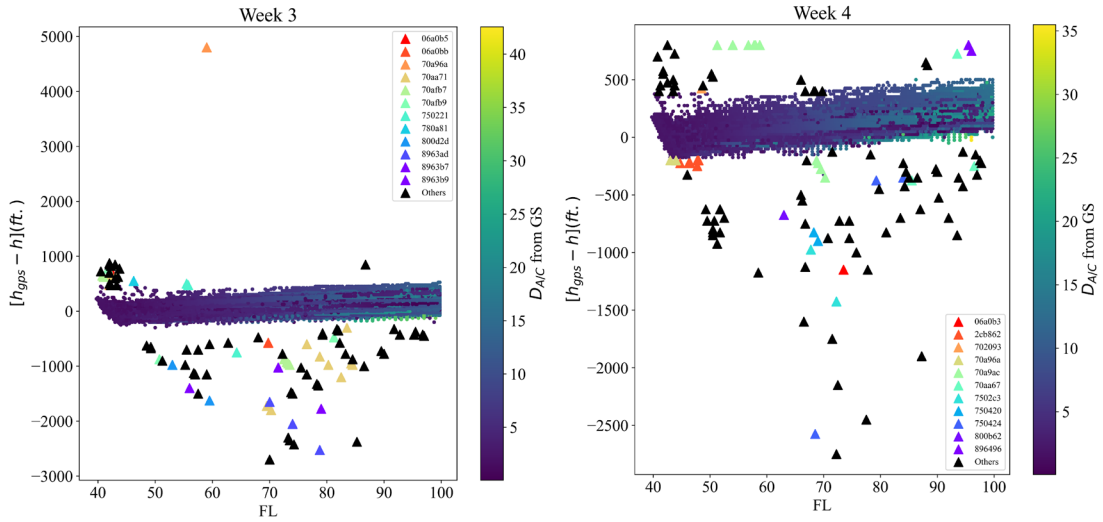 Week 3
5000
4000
3000
2000
1000
0
−1000
−2000
−3000
[h_gps − h](ft.)
40
50
60
70
80
90
100
FL
06a0b5
06a0bb
70a96a
70aa71
70afb7
70afb9
750221
780a81
800d2d
8963ad
8963b7
8963b9
Others
40
35
30
25
20
15
10
5
D_A/C from GS
Week 4
500
0
−500
−1000
−1500
−2000
−2500
[h_gps − h](ft.)
40
50
60
70
80
90
100
FL
06a0b3
2cb862
702093
70a96a
70a9ac
70aa67
7502c3
750420
750424
800b62
896496
Others
35
30
25
20
15
10
5
D_A/C from GS